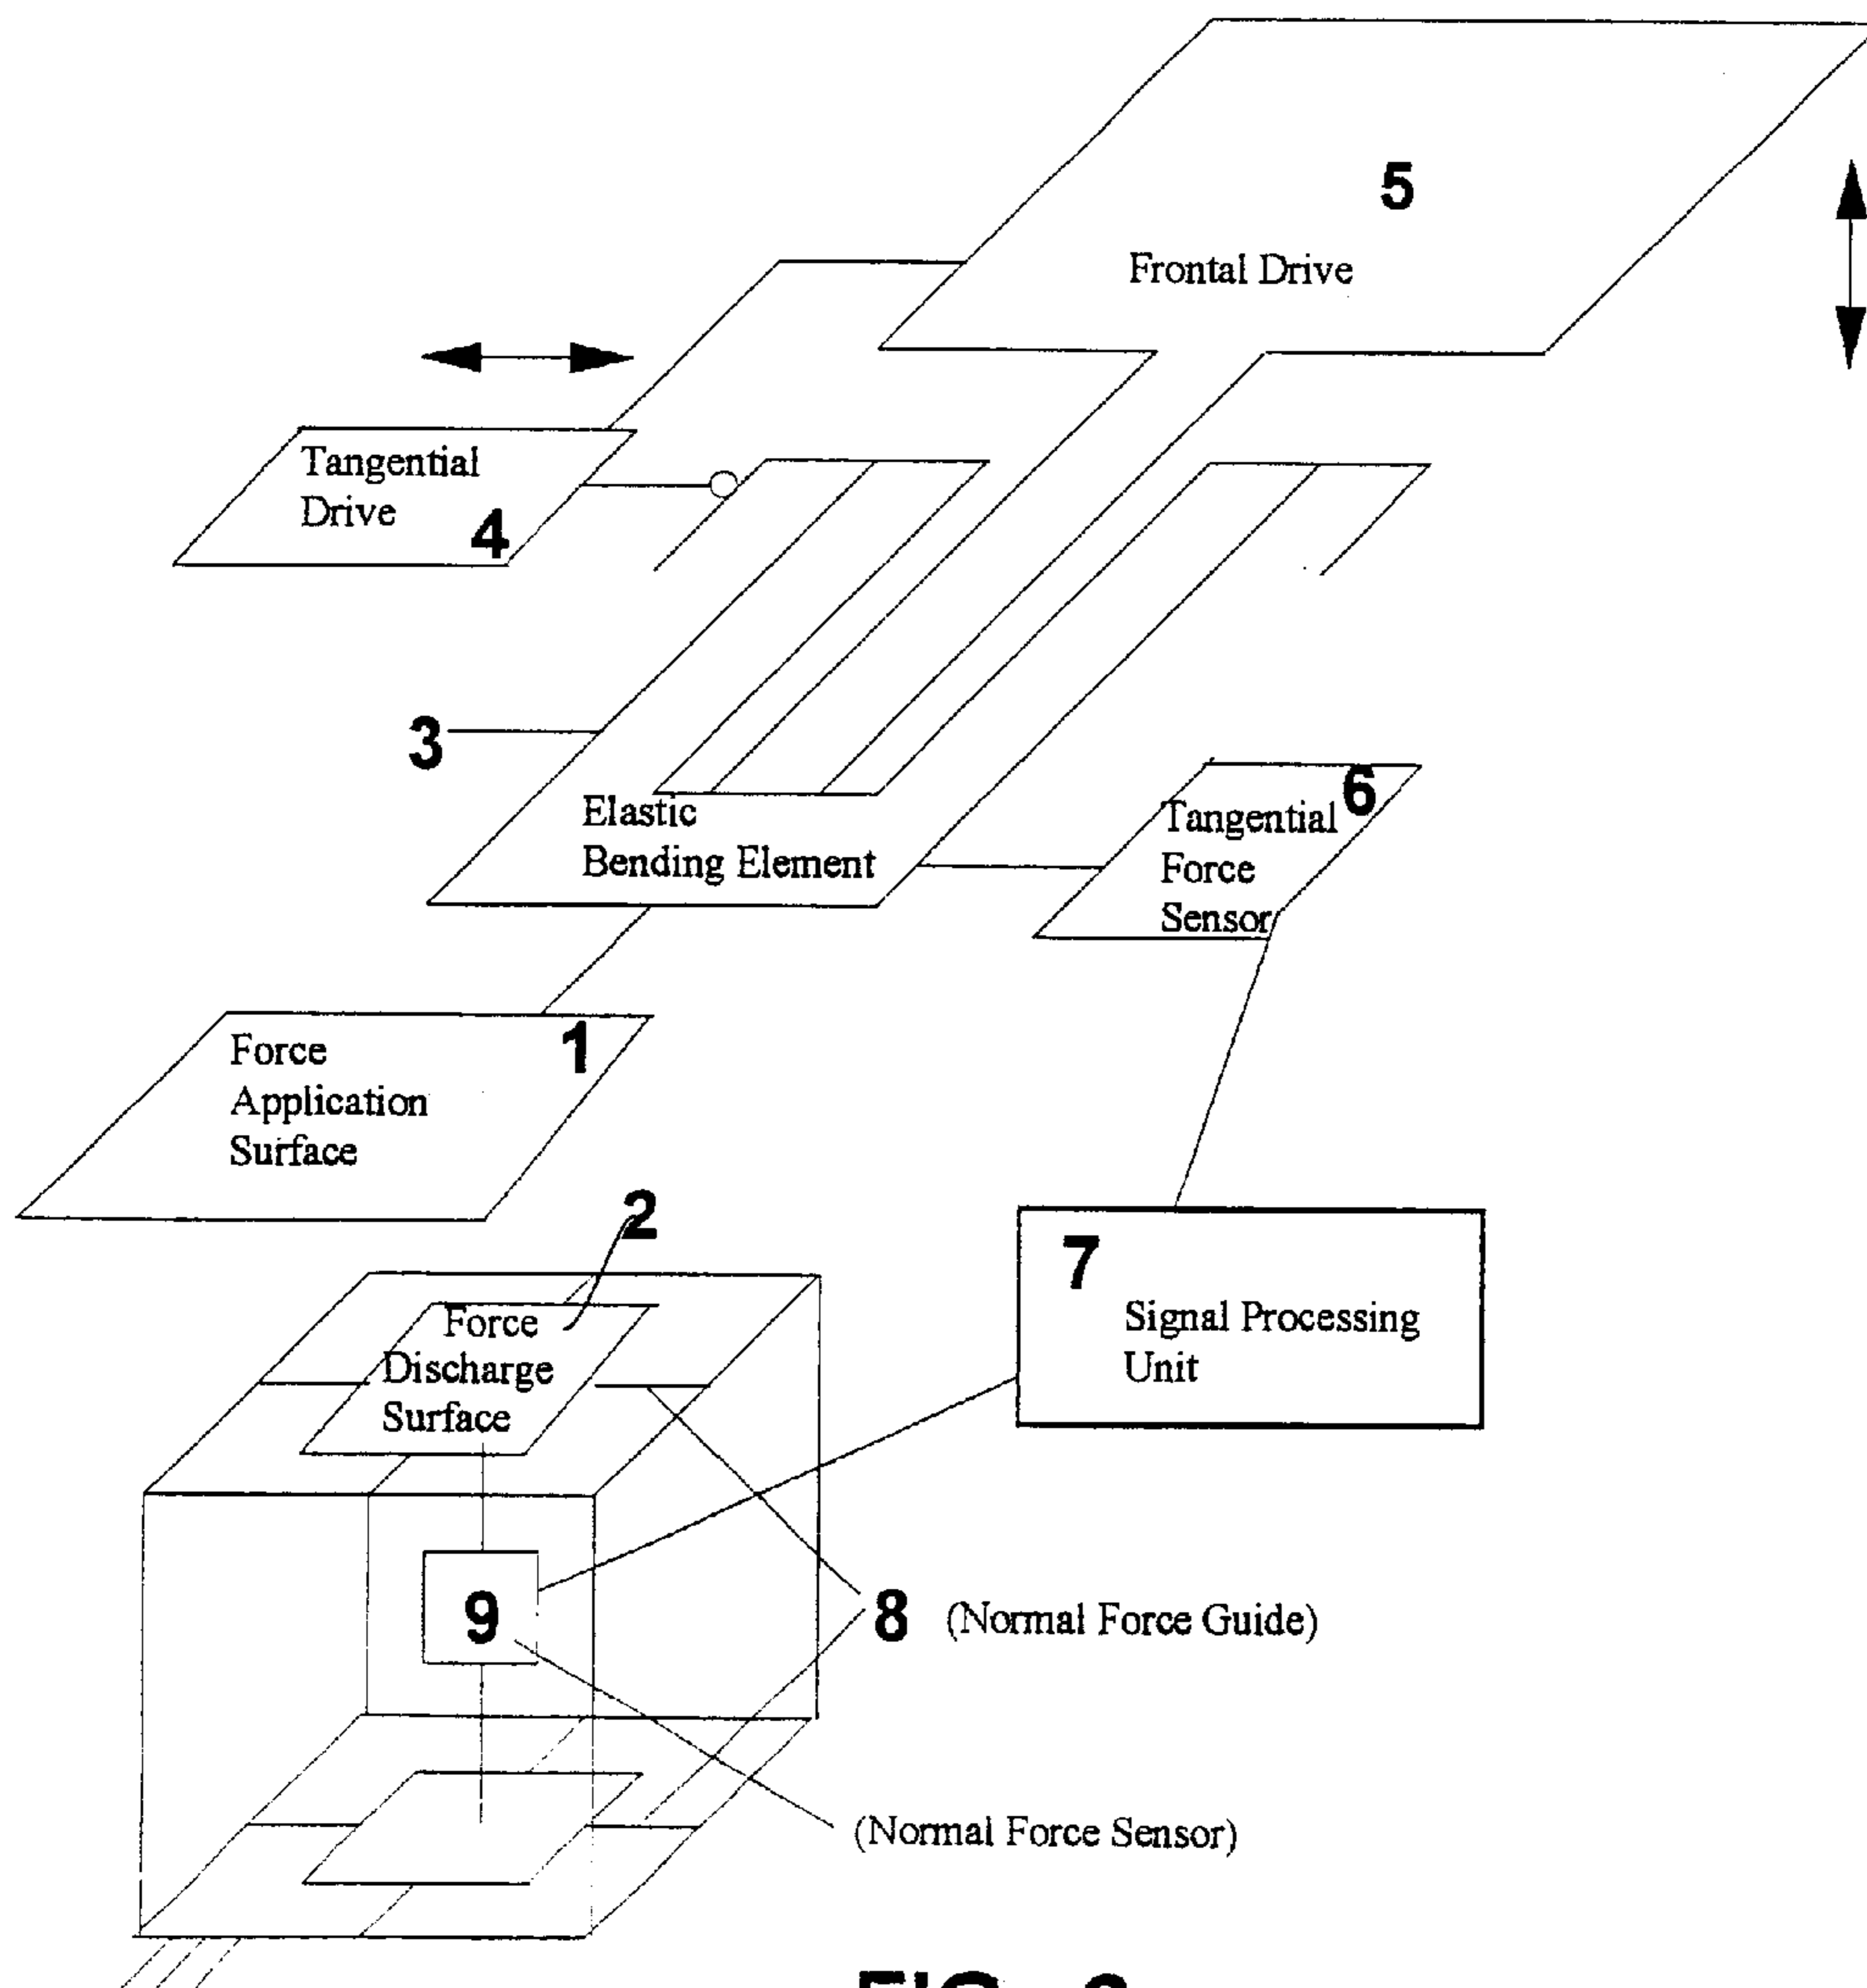 5
Frontal Drive
Tangential
Drive
4
3
Elastic
Bending Element
6
Tangential
Force
Sensor
1
Force
Application
Surface
2
7
Signal Processing
Unit
Force
Discharge
Surface
9
8 (Normal Force Guide)
(Normal Force Sensor)